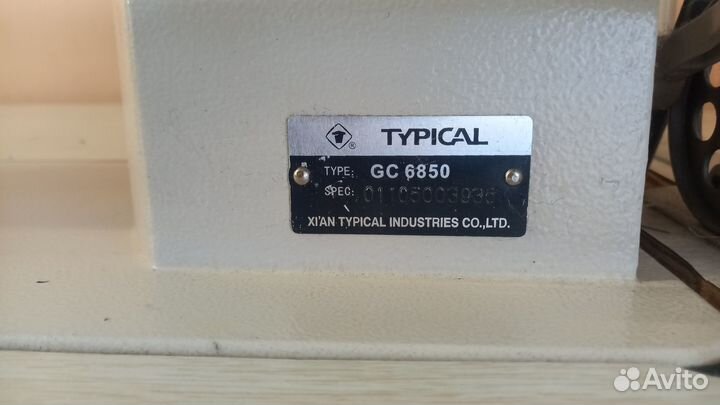 TYPICAL
TYPE: GC 6850
SPEC:
XI'AN TYPICAL INDUSTRIES CO.,LTD.
Avito